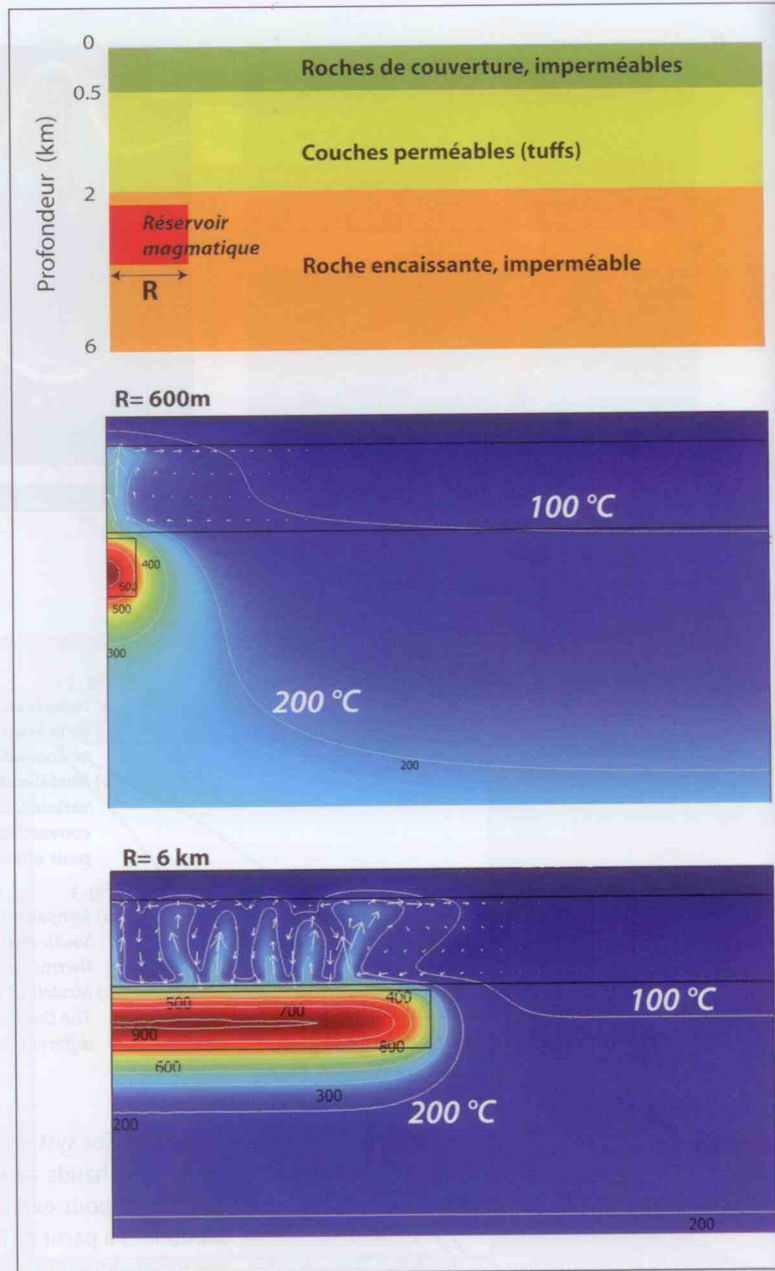 0
Roches de couverture, imperméables
0.5
Couches perméables (tuffs)
Profondeur (km)
2
Réservoir
magmatique
Roche encaissante, imperméable
R
6
R= 600m
100 °C
400
600
500
300
200 °C
200
R= 6 km
500
700
400
100 °C
900
800
600
300
200 °C
200
200